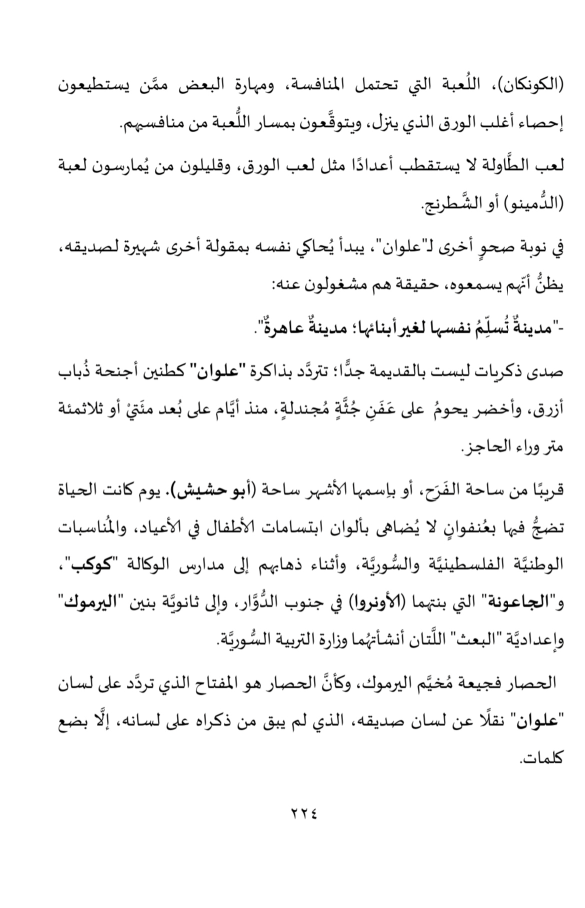 (الكونكان)، اللُعبة التي تحتمل المنافسة، ومهارة البعض ممَّن يستطيعون
إحصاء أغلب الورق الذي ينزل، ويتوقَّعون بمسار اللُّعبة من منافسيهم.
لعب الطَّاولة لا يستقطب أعدادًا مثل لعب الورق، وقليلون من يُمارسون لعبة
(الدُّمينو) أو الشَّطرنج.
في نوبة صحوٍ أخرى لـ"علوان"، يبدأ يُحاكي نفسه بمقولة أخرى شهيرة لصديقه،
يظنُّ أنّهم يسمعوه، حقيقة هم مشغولون عنه:
-"مدينةٌ تُسلِّمُ نفسها لغير أبنائها؛ مدينةٌ عاهرةٌ".
صدى ذكريات ليست بالقديمة جدًّا؛ تتردَّد بذاكرة "علوان" كطنين أجنحة ذُباب
أزرق، وأخضر يحومُ على عَفَنِ جُثَّةٍ مُجندلةٍ، منذ أيَّام على بُعد مئَتيْ أو ثلاثمئة
متر وراء الحاجز.
قريبًا من ساحة الفَرَح، أو بإسمها الأشهر ساحة (أبو حشيش). يوم كانت الحياة
تضجُّ فيها بعُنفوانٍ لا يُضاهى بألوان ابتسامات الأطفال في الأعياد، والمُناسبات
الوطنيَّة الفلسطينيَّة والسُّوريَّة، وأثناء ذهابهم إلى مدارس الوكالة "كوكب"،
و"الجاعونة" التي بنتهما (الأونروا) في جنوب الدُّوَّار، وإلى ثانويَّة بنين "اليرموك"
وإعداديَّة "البعث" اللَّتان أنشأتهُما وزارة التربية السُّوريَّة.
الحصار فجيعة مُخيَّم اليرموك، وكأنَّ الحصار هو المفتاح الذي تردَّد على لسان
"علوان" نقلًا عن لسان صديقه، الذي لم يبق من ذكراه على لسانه، إلَّا بضع
كلمات.
٢٢٤